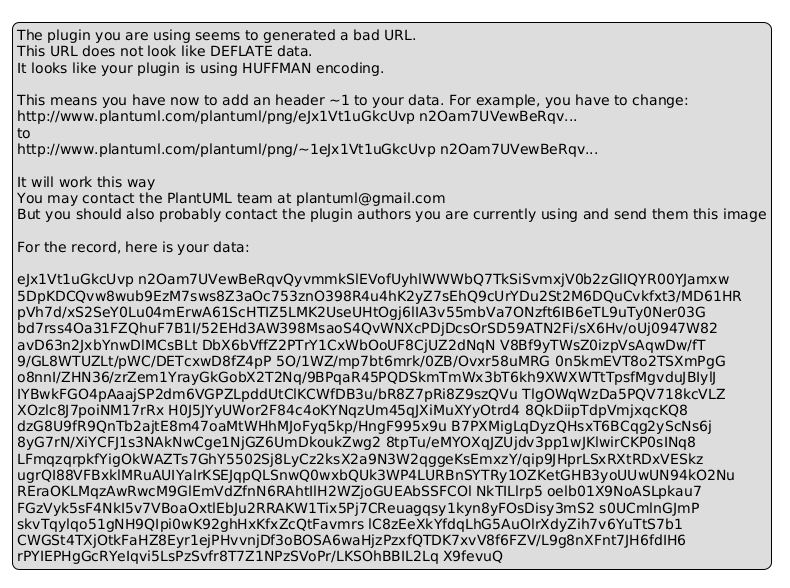 The plugin you are using seems to generated a bad URL.
This URL does not look like DEFLATE data.
It looks like your plugin is using HUFFMAN encoding.
This means you have now to add an header ~1 to your data. For example, you have to change:
http://www.plantuml.com/plantuml/png/eJx1Vt1uGkcUvp n2Oam7UVewBeRqv...
to
http://www.plantuml.com/plantuml/png/~1eJx1Vt1uGkcUvp n2Oam7UVewBeRqv...
It will work this way
You may contact the PlantUML team at plantuml@gmail.com
But you should also probably contact the plugin authors you are currently using and send them this image
For the record, here is your data:
eJx1Vt1uGkcUvp n2Oam7UVewBeRqvQyvmmkSlEVofUyhlWWWbQ7TkSiSvmxjV0b2zGlIQYR00YJamxw
5DpKDCQvw8wub9EzM7sws8Z3aOc753znO398R4u4hK2yZ7sEhQ9cUrYDu2St2M6DQuCvkfxt3/MD61HR
pVh7d/xS2SeY0Lu04mErwA61ScHTIZ5LMK2UseUHtOgj6lIA3v55mbVa7ONzft6IB6eTL9uTy0Ner03G
bd7rss4Oa31FZQhuF7B1I/52EHd3AW398MsaoS4QvWNXcPDjDcsOrSD59ATN2Fi/sX6Hv/oUj0947W82
avD63n2JxbYnwDlMCsBLt DbX6bVffZ2PTrY1CxWbOoUF8CjUZ2dNqN V8Bf9yTWsZ0izpVsAqwDw/fT
9/GL8WTUZLt/pWC/DETcxwD8fZ4pP 5O/1WZ/mp7bt6mrk/0ZB/Ovxr58uMRG 0n5kmEVT8o2TSXmPgG
o8nnI/ZHN36/zrZem1YrayGkGobX2T2Nq/9BPqaR45PQDSkmTmWx3bT6kh9XWXWTtTpsfMgvduJBIylJ
IYBwkFGO4pAaajSP2dm6VGPZLpddUtClKCWfDB3u/bR8Z7pRi8Z9szQVu TlgOWqWzDa5PQV718kcVLZ
XOzlc8J7poiNM17rRx H0J5JYyUWor2F84c4oKYNqzUm45qJXiMuXYyOtrd4 8QkDiipTdpVmjxqcKQ8
dzG8U9fR9QnTb2ajtE8m47oaMtWHhMJoFyq5kp/HngF995x9u B7PXMigLqDyzQHsxT6BCqg2yScNs6j
8yG7rN/XiYCFJ1s3NAkNwCge1NjGZ6UmDkoukZwg2 8tpTu/eMYOXqJZUjdv3pp1wJKlwirCKP0sINq8
LFmqzqrpkfYigOkWAZTs7GhY5502Sj8LyCz2ksX2a9N3W2qggeKsEmxzY/qip9JHprLSxRXtRDxVESkz
ugrQI88VFBxklMRuAUIYalrKSEJqpQLSnwQ0wxbQUk3WP4LURBnSYTRy1OZKetGHB3yoUUwUN94kO2Nu
REraOKLMqzAwRwcM9GlEmVdZfnN6RAhtIlH2WZjoGUEAbSSFCOl NkTILlrp5 oelb01X9NoASLpkau7
FGzVyk5sF4NkI5v7VBoaOxtlEbJu2RRAKW1Tix5Pj7CReuagqsy1kyn8yFOsDisy3mS2 s0UCmlnGJmP
skvTqylqo51gNH9QIpi0wK92ghHxKfxZcQtFavmrs lC8zEeXkYfdqLhG5AuOlrXdyZih7v6YuTtS7b1
CWGSt4TXjOtkFaHZ8Eyr1ejPHvvnjDf3oBOSA6waHjzPzxfQTDK7xvV8f6FZV/L9g8nXFnt7JH6fdIH6
rPYIEPHgGcRYeIqvi5LsPzSvfr8T7Z1NPzSVoPr/LKSOhBBIL2Lq X9fevuQ